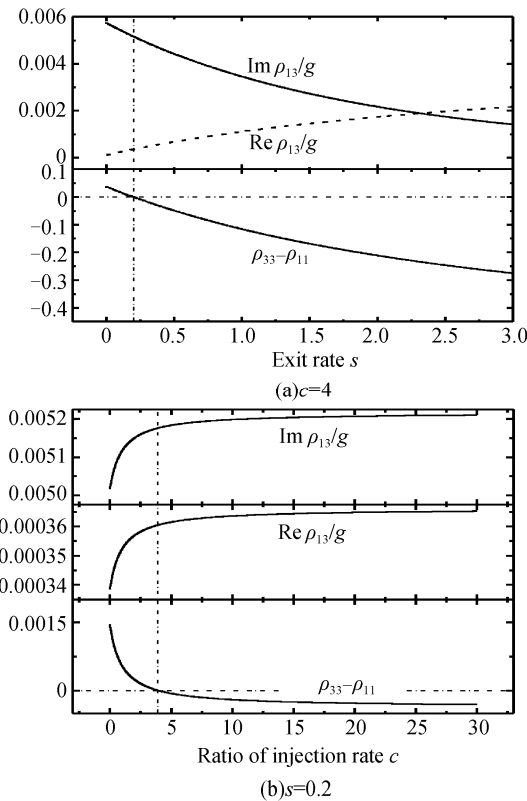 0.006
0.004
0.002
0
Im ρ13/g
Re ρ13/g
0.1
0
−0.1
−0.2
−0.3
−0.4
ρ33–ρ11
0 0.5 1.0 1.5 2.0 2.5 3.0
Exit rate s
(a)c=4
0.0052
0.0051
0.0050
Im ρ13/g
0.00036
0.00035
0.00034
Re ρ13/g
0.0015
0
ρ33–ρ11
0 5 10 15 20 25 30
Ratio of injection rate c
(b)s=0.2